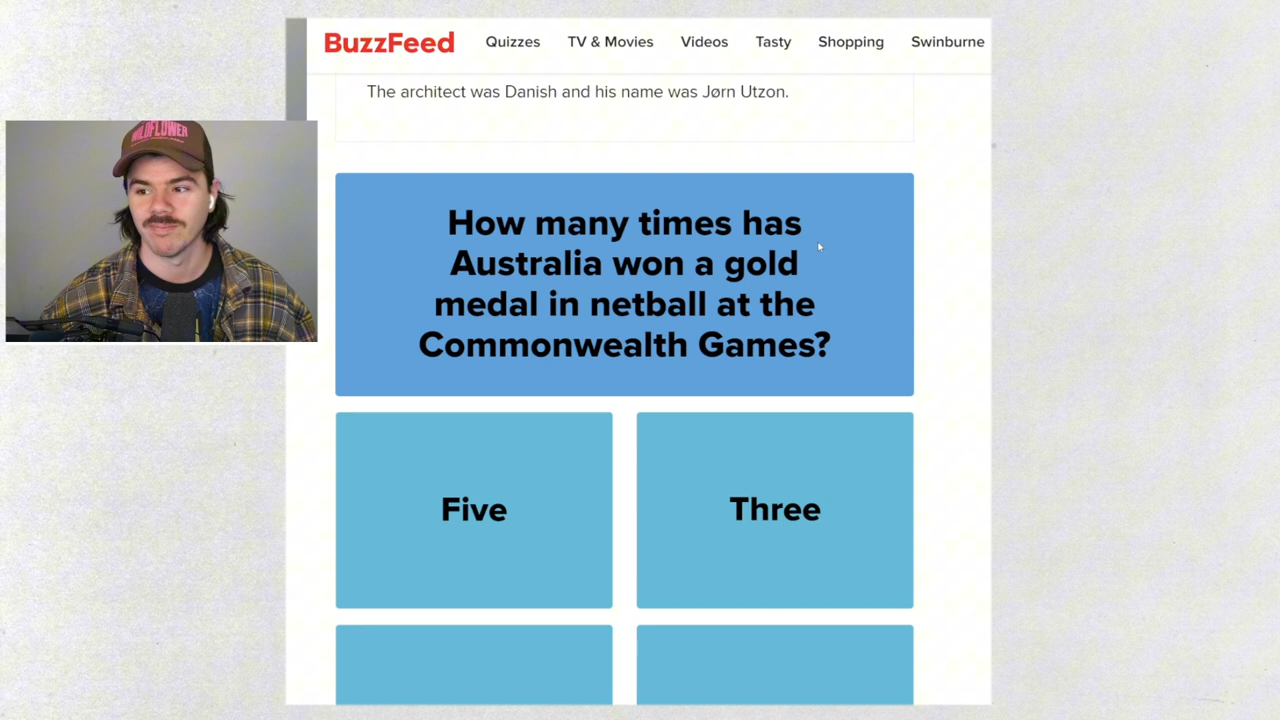 BuzzFeed Quizzes TV & Movies Videos Tasty Shopping Swinburne
The architect was Danish and his name was Jørn Utzon.
WILDFLOWER
How many times has
Australia won a gold
medal in netball at the
Commonwealth Games?
Five Three